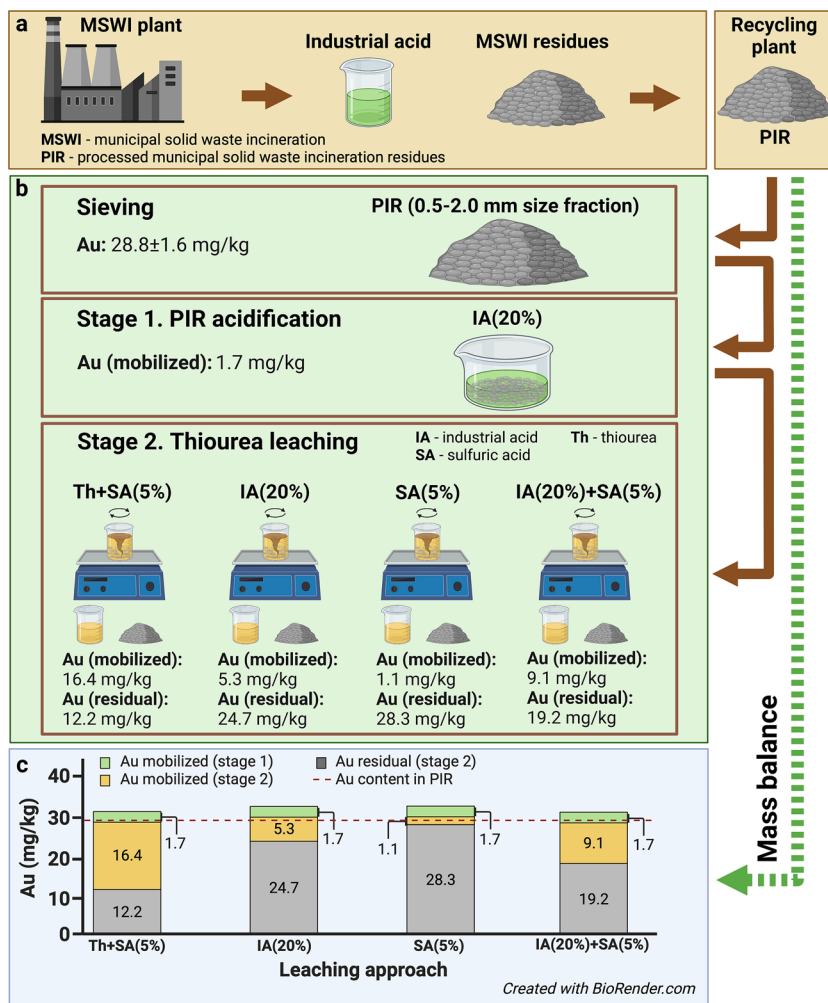 a
MSWI plant
Industrial acid
MSWI residues
Recycling
plant
PIR
MSWI - municipal solid waste incineration
PIR - processed municipal solid waste incineration residues
b
Sieving
PIR (0.5-2.0 mm size fraction)
Au: 28.8±1.6 mg/kg
Stage 1. PIR acidification
IA(20%)
Au (mobilized): 1.7 mg/kg
Stage 2. Thiourea leaching
IA - industrial acid
Th - thiourea
SA - sulfuric acid
Th+SA(5%)
IA(20%)
SA(5%)
IA(20%)+SA(5%)
Au (mobilized):
16.4 mg/kg
Au (residual):
12.2 mg/kg
Au (mobilized):
5.3 mg/kg
Au (residual):
24.7 mg/kg
Au (mobilized):
1.1 mg/kg
Au (residual):
28.3 mg/kg
Au (mobilized):
9.1 mg/kg
Au (residual):
19.2 mg/kg
Mass balance
c
Au mobilized (stage 1)
Au residual (stage 2)
Au mobilized (stage 2)
Au content in PIR
Au (mg/kg)
40
30
20
10
0
16.4
12.2
1.7
5.3
24.7
1.7
1.1
28.3
1.7
9.1
19.2
1.7
Th+SA(5%)
IA(20%)
SA(5%)
IA(20%)+SA(5%)
Leaching approach
Created with BioRender.com